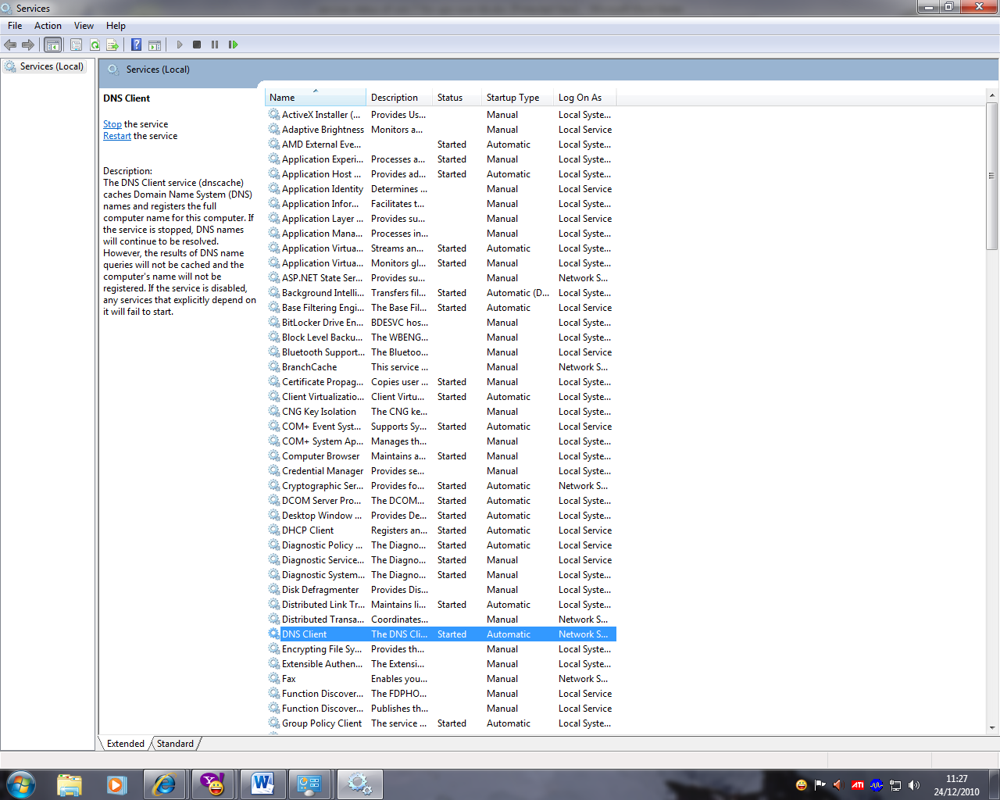 Services
File Action View Help
Services (Local)
Services (Local)
DNS Client
Stop the service
Restart the service
Description:
The DNS Client service (dnscache)
caches Domain Name System (DNS)
names and registers the full
computer name for this computer. If
the service is stopped, DNS names
will continue to be resolved.
However, the results of DNS name
queries will not be cached and the
computer's name will not be
registered. If the service is disabled,
any services that explicitly depend on
it will fail to start.
Name Description Status Startup Type Log On As
ActiveX Installer (... Provides Us... Manual Local Syste...
Adaptive Brightness Monitors a... Manual Local Service
AMD External Eve... Started Automatic Local Syste...
Application Experi... Processes a... Started Manual Local Syste...
Application Host ... Provides ad... Started Automatic Local Syste...
Application Identity Determines ... Manual Local Service
Application Infor... Facilitates t... Manual Local Syste...
Application Layer ... Provides su... Manual Local Service
Application Mana... Processes in... Manual Local Syste...
Application Virtua... Streams an... Started Automatic Local Syste...
Application Virtua... Monitors gl... Started Manual Local Syste...
ASP.NET State Ser... Provides su... Manual Network S...
Background Intelli... Transfers fil... Started Automatic (D... Local Syste...
Base Filtering Engi... The Base Fil... Started Automatic Local Service
BitLocker Drive En... BDESVC hos... Manual Local Syste...
Block Level Backu... The WBENG... Manual Local Syste...
Bluetooth Support... The Bluetoo... Manual Local Service
BranchCache This service ... Manual Network S...
Certificate Propag... Copies user ... Started Manual Local Syste...
Client Virtualizatio... Client Virtu... Started Automatic Local Syste...
CNG Key Isolation The CNG ke... Manual Local Syste...
COM+ Event Syst... Supports Sy... Started Automatic Local Service
COM+ System Ap... Manages th... Manual Local Syste...
Computer Browser Maintains a... Started Manual Local Syste...
Credential Manager Provides se... Manual Local Syste...
Cryptographic Ser... Provides fo... Started Automatic Network S...
DCOM Server Pro... The DCOM... Started Automatic Local Syste...
Desktop Window ... Provides De... Started Automatic Local Syste...
DHCP Client Registers an... Started Automatic Local Service
Diagnostic Policy ... The Diagno... Started Automatic Local Service
Diagnostic Service... The Diagno... Started Manual Local Service
Diagnostic System... The Diagno... Started Manual Local Syste...
Disk Defragmenter Provides Dis... Manual Local Syste...
Distributed Link Tr... Maintains li... Started Automatic Local Syste...
Distributed Transa... Coordinates... Manual Network S...
DNS Client The DNS Cli... Started Automatic Network S...
Encrypting File Sy... Provides th... Manual Local Syste...
Extensible Authen... The Extensi... Manual Local Syste...
Fax Enables you... Manual Network S...
Function Discover... The FDPHO... Manual Local Service
Function Discover... Publishes th... Manual Local Service
Group Policy Client The service ... Started Automatic Local Syste...
Extended Standard
11:27
24/12/2010